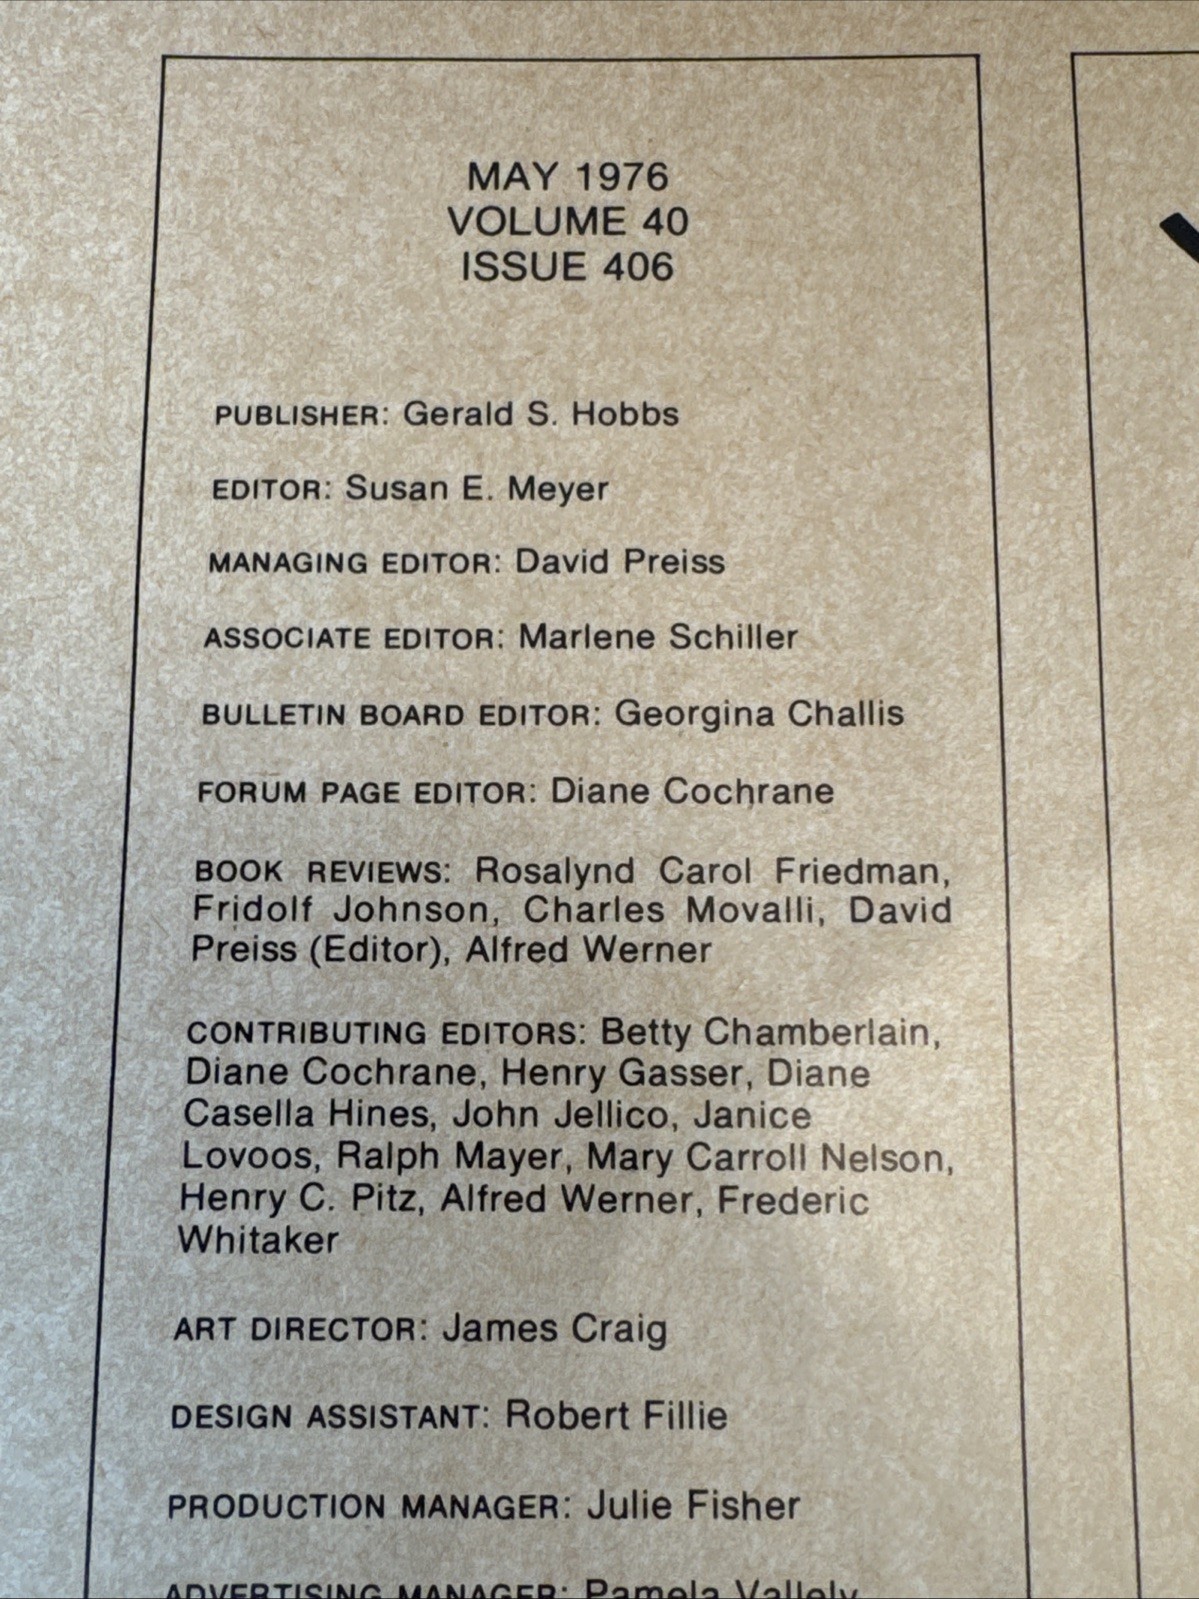 MAY 1976
VOLUME 40
ISSUE 406
PUBLISHER: Gerald S. Hobbs
EDITOR: Susan E. Meyer
MANAGING EDITOR: David Preiss
ASSOCIATE EDITOR: Marlene Schiller
BULLETIN BOARD EDITOR: Georgina Challis
FORUM PAGE EDITOR: Diane Cochrane
BOOK REVIEWS: Rosalynd Carol Friedman,
Fridolf Johnson, Charles Movalli, David
Preiss (Editor), Alfred Werner
CONTRIBUTING EDITORS: Betty Chamberlain,
Diane Cochrane, Henry Gasser, Diane
Casella Hines, John Jellico, Janice
Lovoos, Ralph Mayer, Mary Carroll Nelson,
Henry C. Pitz, Alfred Werner, Frederic
Whitaker
ART DIRECTOR: James Craig
DESIGN ASSISTANT: Robert Fillie
PRODUCTION MANAGER: Julie Fisher
ADVERTISING MANAGER: Pamela Vallely